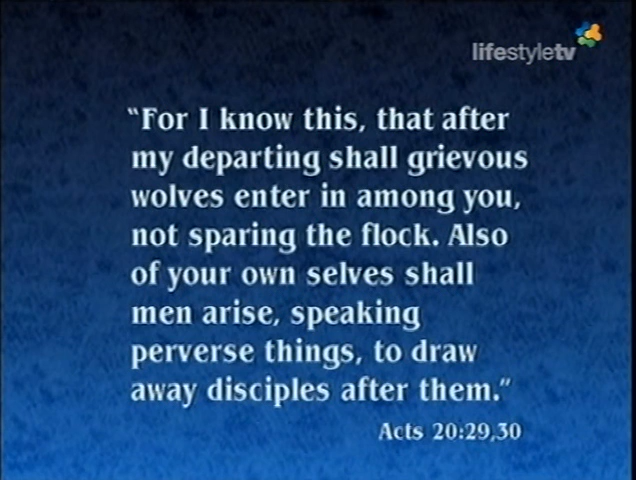 lifestyletv
"For I know this, that after
my departing shall grievous
wolves enter in among you,
not sparing the flock. Also
of your own selves shall
men arise, speaking
perverse things, to draw
away disciples after them."
Acts 20:29,30